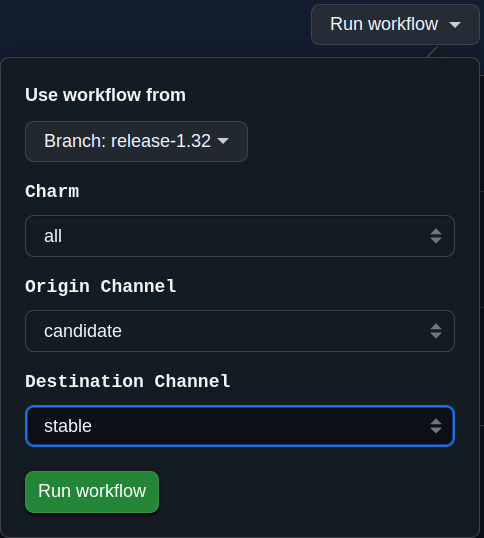 Run workflow
Use workflow from
Branch: release-1.32
Charm
all
Origin Channel
candidate
Destination Channel
stable
Run workflow